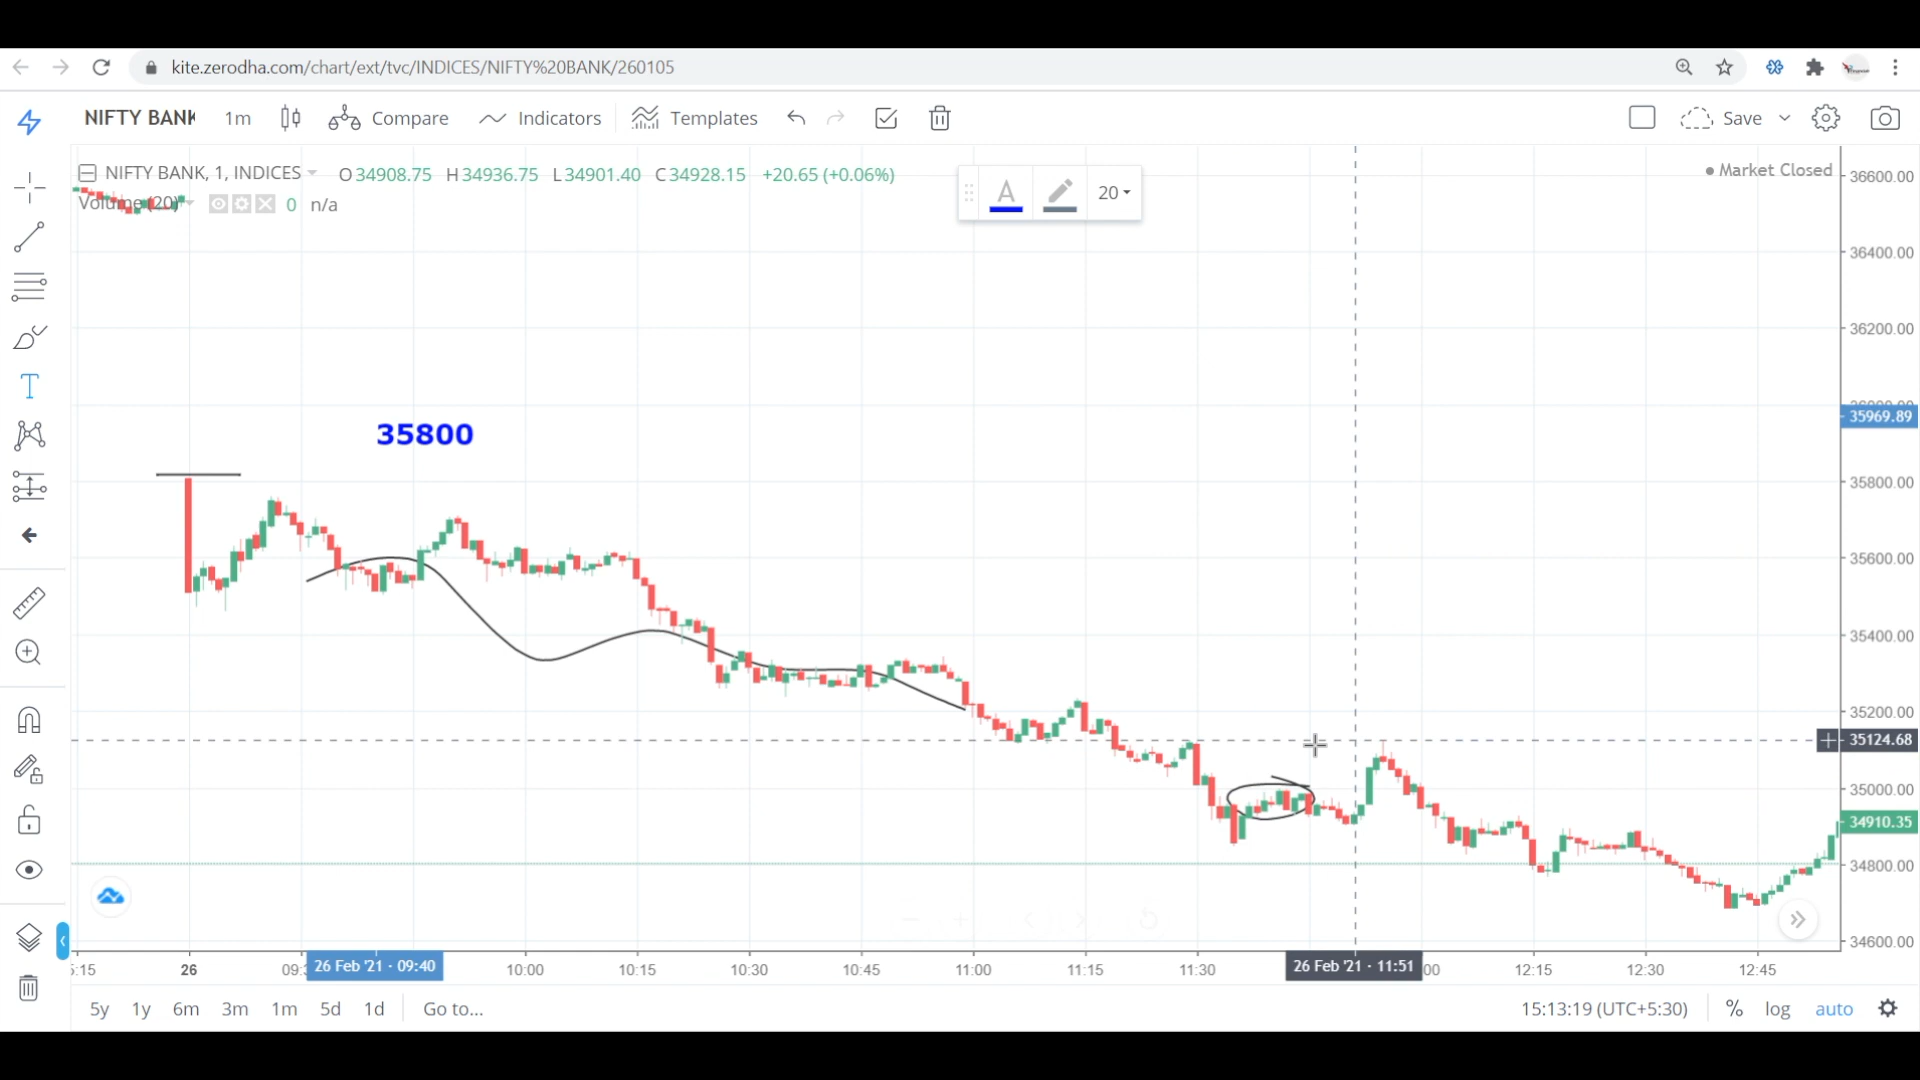 kite.zerodha.com/chart/ext/tvc/INDICES/NIFTY%20BANK/260105
NIFTY BANK 1m Compare Indicators Templates Save
NIFTY BANK, 1, INDICES O34908.75 H34936.75 L34901.40 C34928.15 +20.65 (+0.06%)
Market Closed
Volume (20) 0 n/a
A 20
36600.00
36400.00
36200.00
35969.89
35800
35800.00
35600.00
35400.00
35200.00
35124.68
35000.00
34910.35
34800.00
34600.00
:15 26 09: 26 Feb '21 · 09:40 10:00 10:15 10:30 10:45 11:00 11:15 11:30 26 Feb '21 · 11:51 00 12:15 12:30 12:45
5y 1y 6m 3m 1m 5d 1d Go to... 15:13:19 (UTC+5:30) % log auto